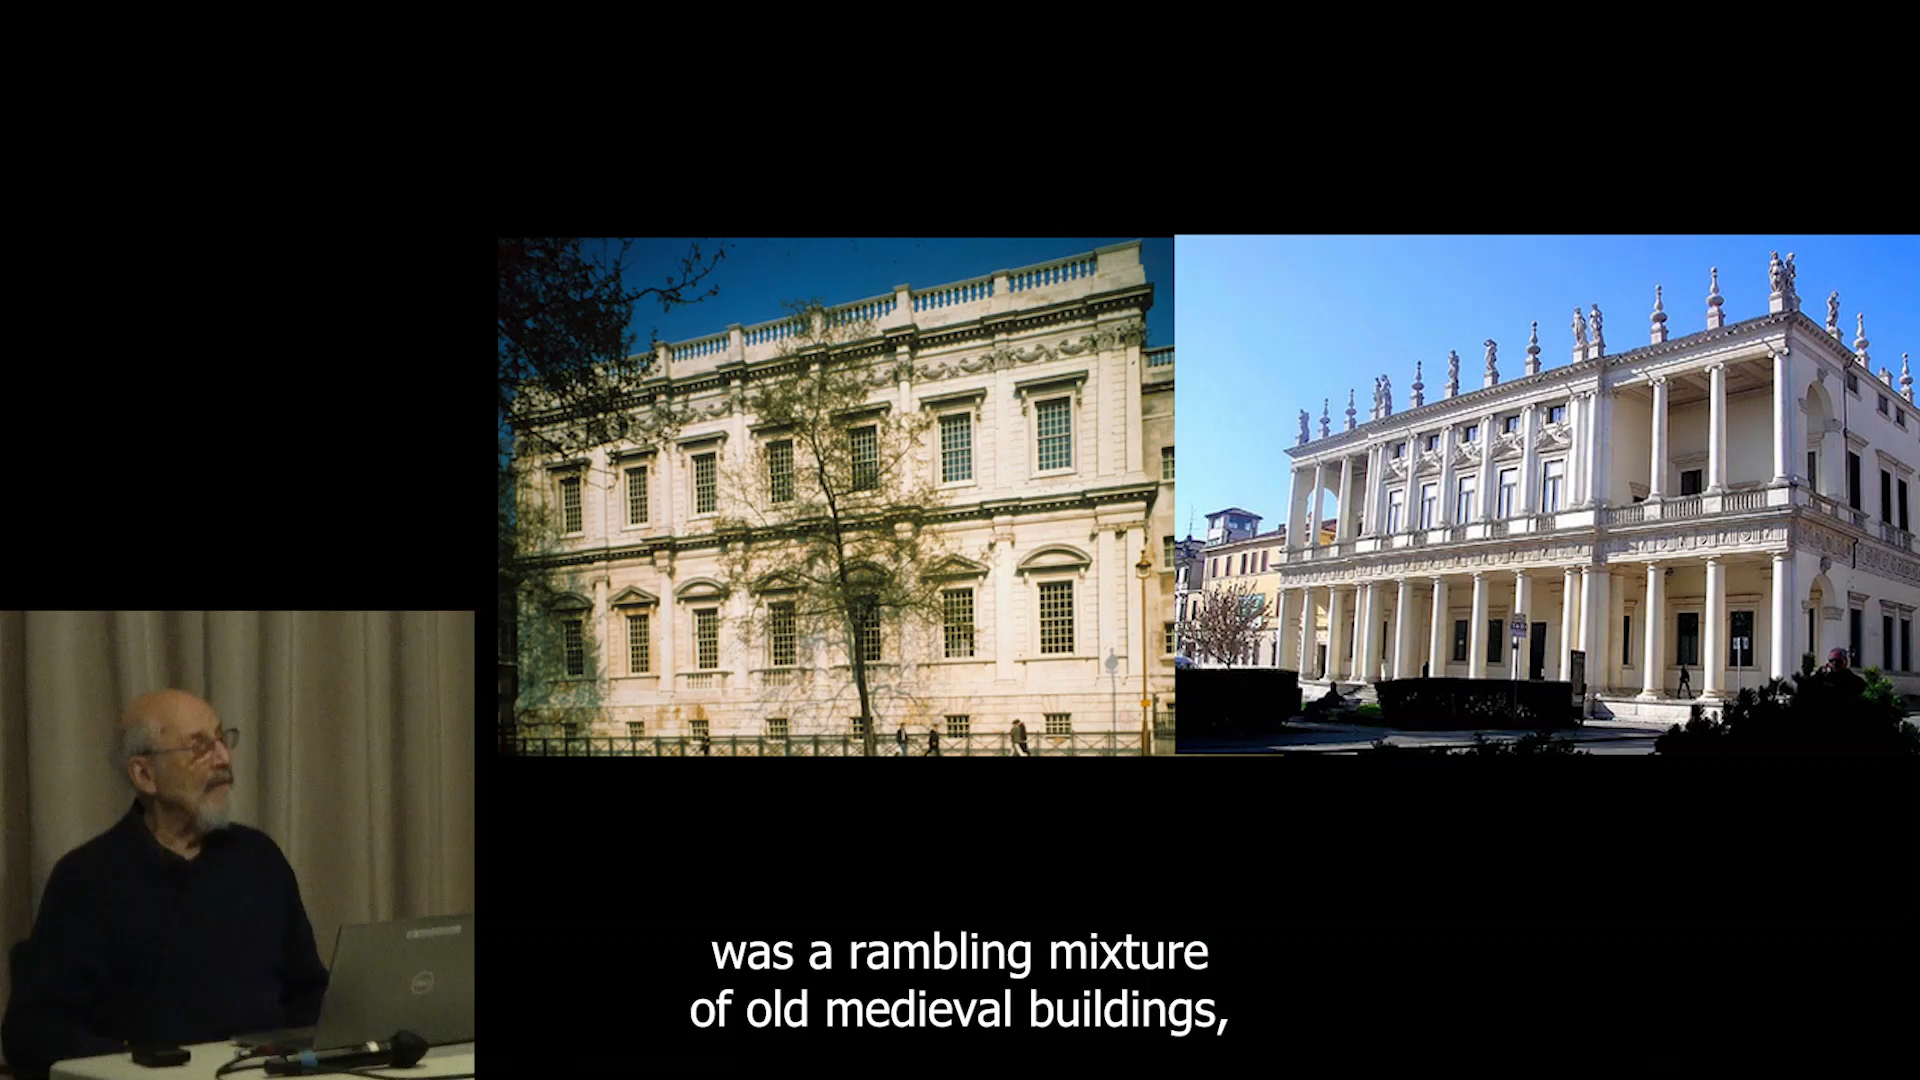 was a rambling mixture
of old medieval buildings,